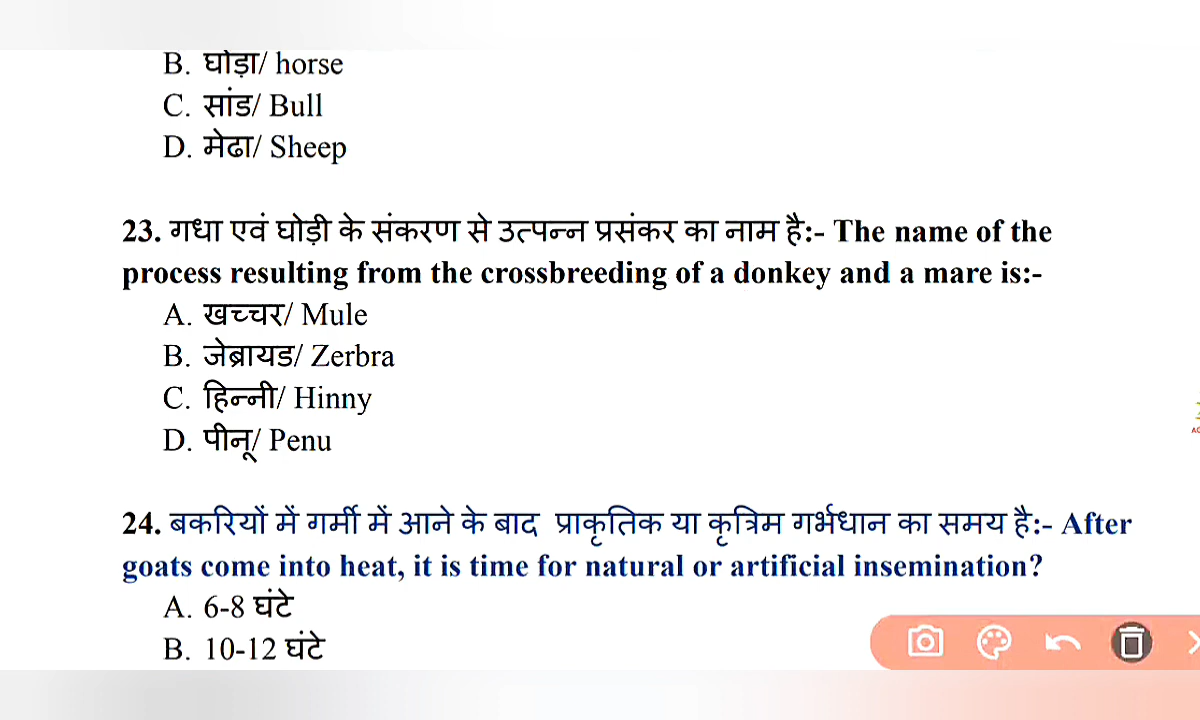 B. घोड़ा/ horse
C. सांड/ Bull
D. मेढा/ Sheep
23. गधा एवं घोड़ी के संकरण से उत्पन्न प्रसंकर का नाम है:- The name of the
process resulting from the crossbreeding of a donkey and a mare is:-
A. खच्चर/ Mule
B. जेब्रायड/ Zerbra
C. हिन्नी/ Hinny
D. पीनू/ Penu
24. बकरियों में गर्मी में आने के बाद प्राकृतिक या कृत्रिम गर्भधान का समय है:- After
goats come into heat, it is time for natural or artificial insemination?
A. 6-8 घंटे
B. 10-12 घंटे